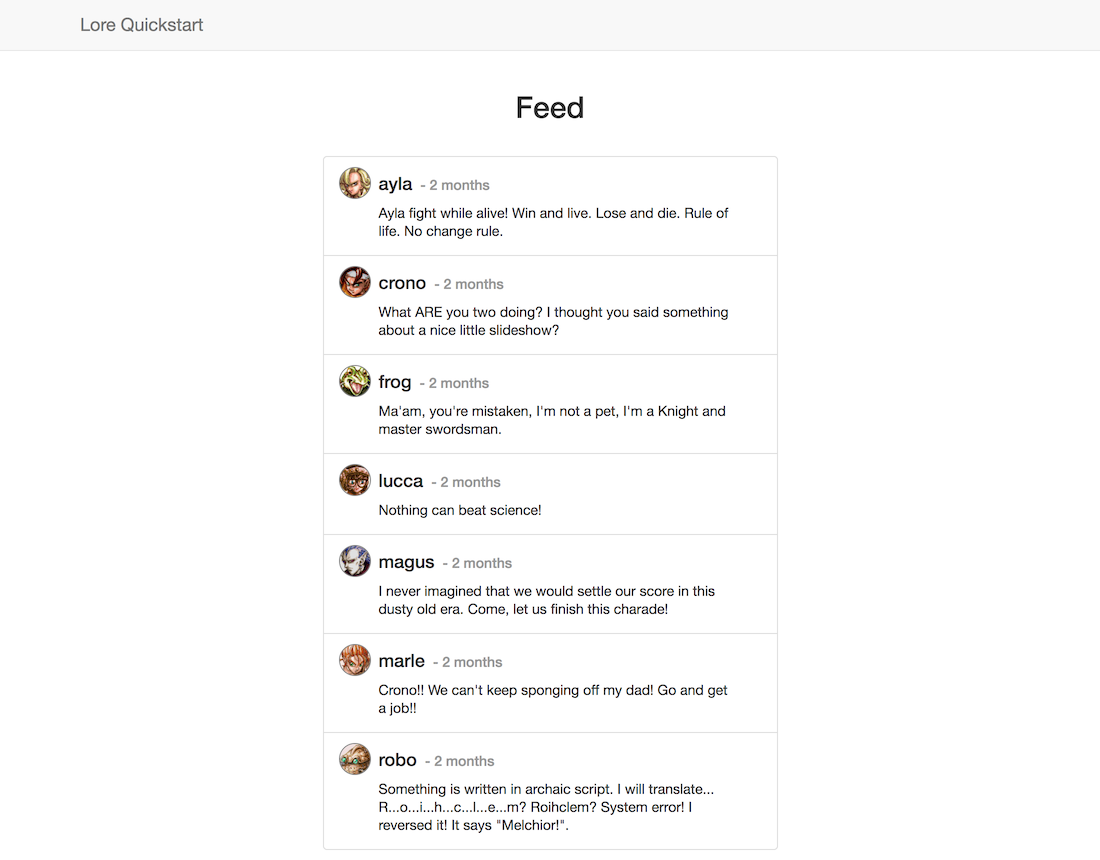 Lore Quickstart
Feed
ayla - 2 months
Ayla fight while alive! Win and live. Lose and die. Rule of
life. No change rule.
crono - 2 months
What ARE you two doing? I thought you said something
about a nice little slideshow?
frog - 2 months
Ma'am, you're mistaken, I'm not a pet, I'm a Knight and
master swordsman.
lucca - 2 months
Nothing can beat science!
magus - 2 months
I never imagined that we would settle our score in this
dusty old era. Come, let us finish this charade!
marle - 2 months
Crono!! We can't keep sponging off my dad! Go and get
a job!!
robo - 2 months
Something is written in archaic script. I will translate...
R...o...i...h...c...l...e...m? Roihclem? System error! I
reversed it! It says "Melchior!".